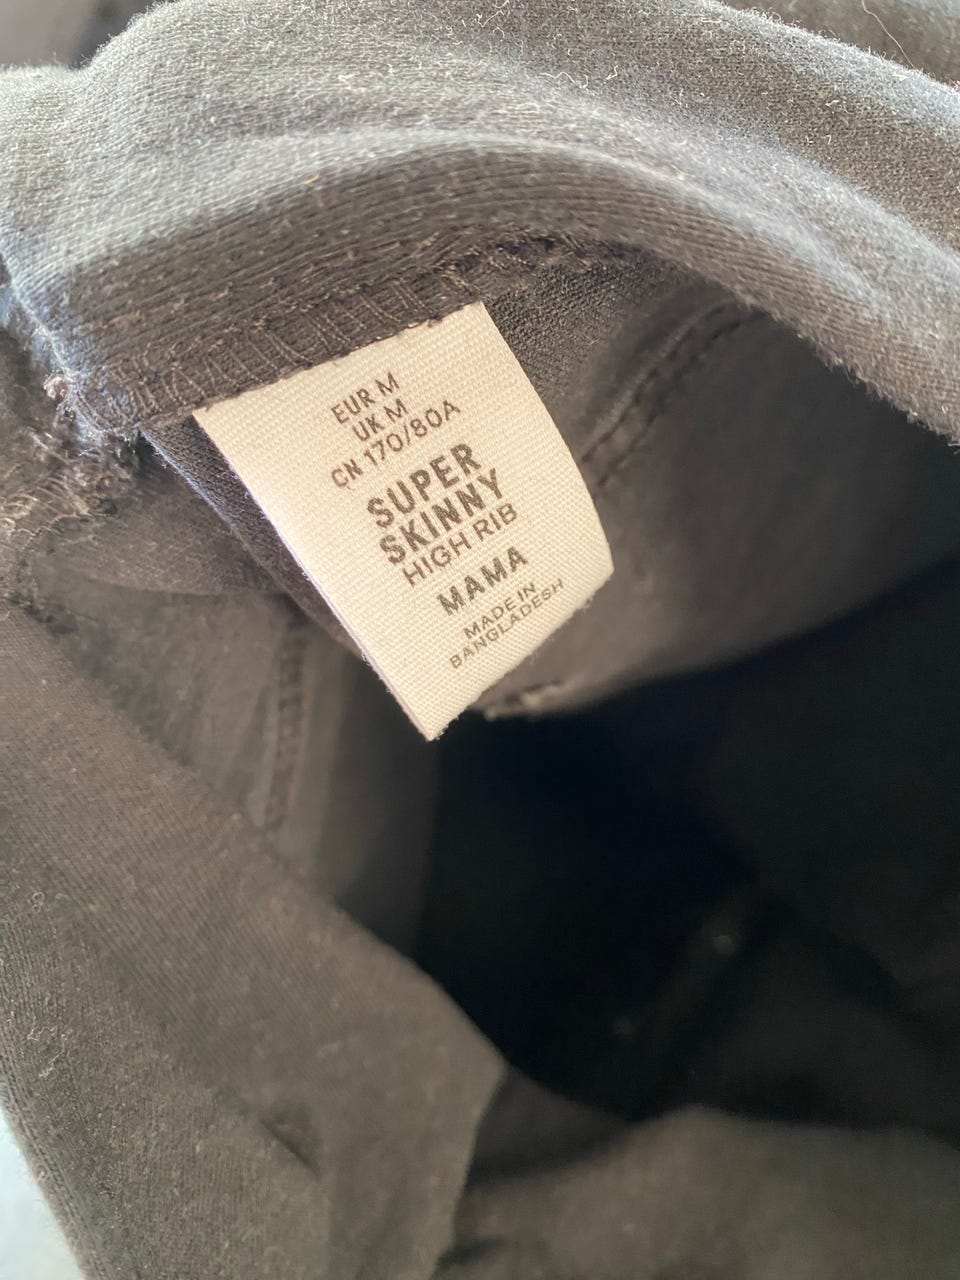 EUR M
UK M
CN 170/80A
SUPER
SKINNY
HIGH RIB
MAMA
MADE IN
BANGLADESH